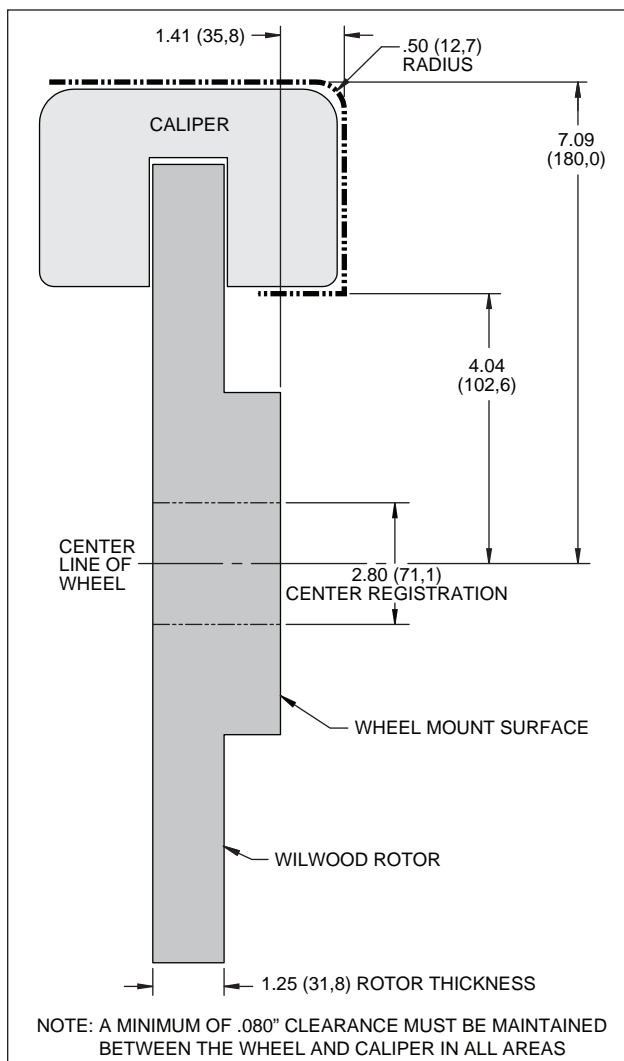 1.41 (35,8)
.50 (12,7)
RADIUS
CALIPER
7.09
(180,0)
4.04
(102,6)
CENTER
LINE OF
WHEEL
2.80 (71,1)
CENTER REGISTRATION
WHEEL MOUNT SURFACE
WILWOOD ROTOR
1.25 (31,8) ROTOR THICKNESS
NOTE: A MINIMUM OF .080" CLEARANCE MUST BE MAINTAINED
BETWEEN THE WHEEL AND CALIPER IN ALL AREAS